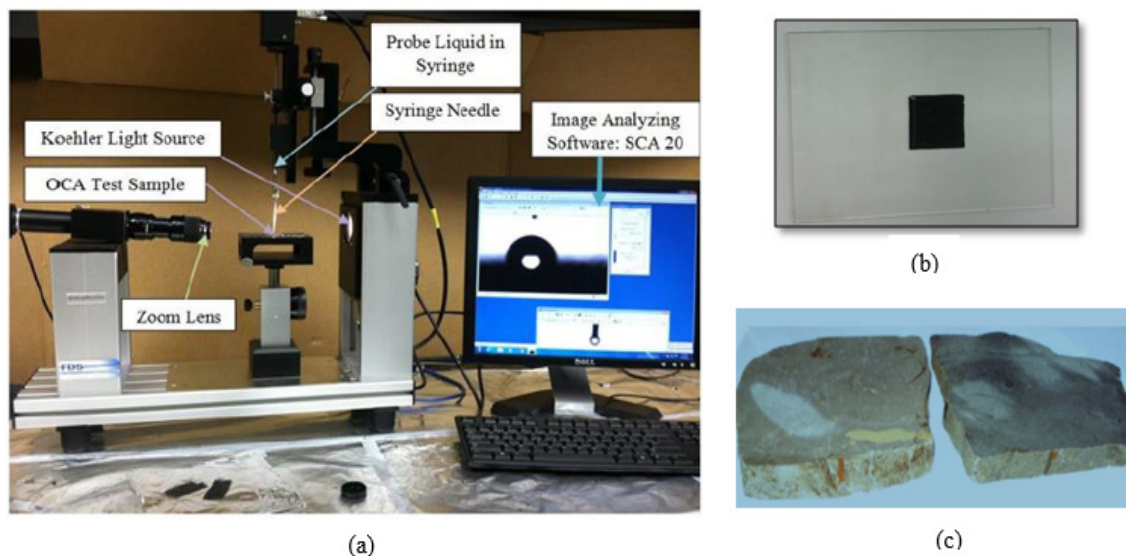 Probe Liquid in
Syringe
Syringe Needle
Koehler Light Source
Image Analyzing
Software: SCA 20
OCA Test Sample
Zoom Lens
DELL
(a)
(b)
(c)